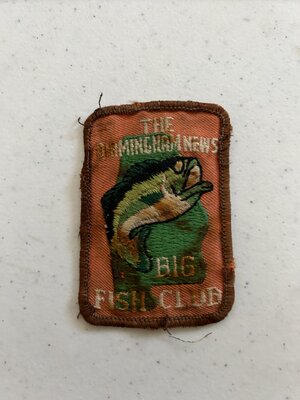 THE
BIRMINGHAM NEWS
BIG
FISH CLUB